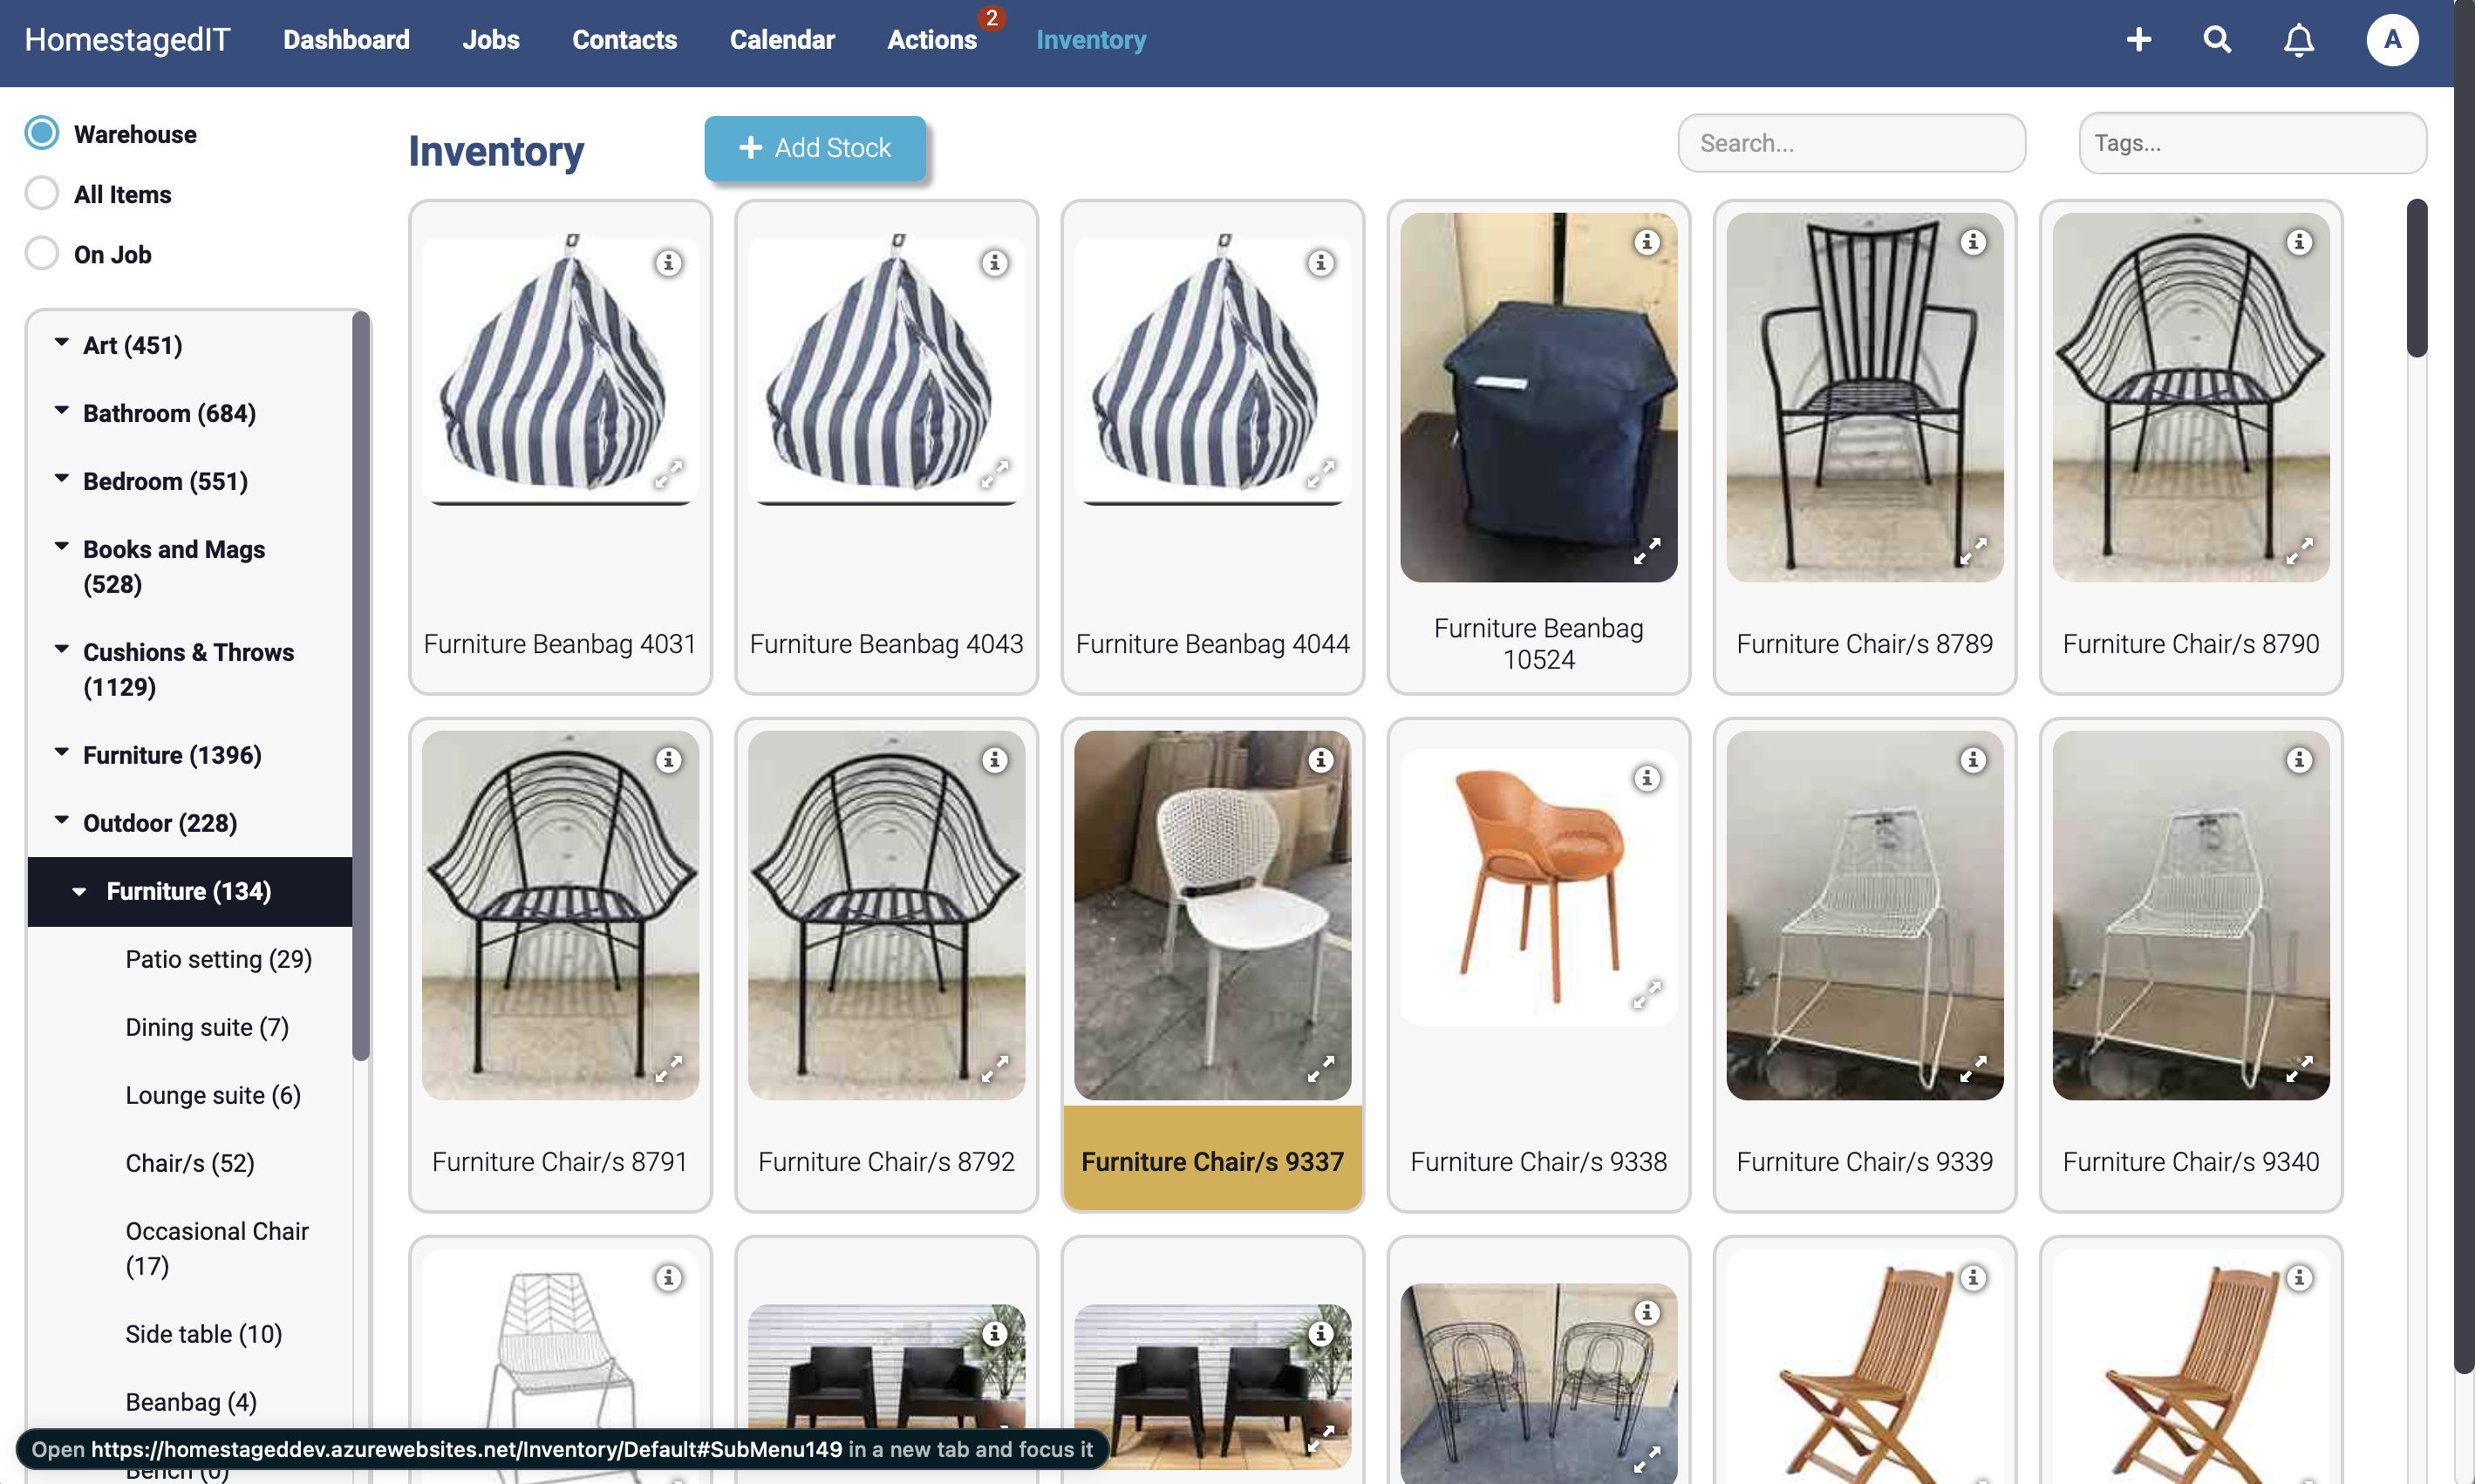 HomestagedIT
Dashboard
Jobs
Contacts
Calendar
Actions
2
Inventory
A
Warehouse
All Items
On Job
Inventory
Add Stock
Search...
Tags...
Art (451)
Bathroom (684)
Bedroom (551)
Books and Mags
(528)
Cushions & Throws
(1129)
Furniture (1396)
Outdoor (228)
Furniture (134)
Patio setting (29)
Dining suite (7)
Lounge suite (6)
Chair/s (52)
Occasional Chair
(17)
Side table (10)
Beanbag (4)
Bench (0)
Furniture Beanbag 4031
Furniture Beanbag 4043
Furniture Beanbag 4044
Furniture Beanbag
10524
Furniture Chair/s 8789
Furniture Chair/s 8790
Furniture Chair/s 8791
Furniture Chair/s 8792
Furniture Chair/s 9337
Furniture Chair/s 9338
Furniture Chair/s 9339
Furniture Chair/s 9340
Open https://homestageddev.azurewebsites.net/Inventory/Default#SubMenu149 in a new tab and focus it